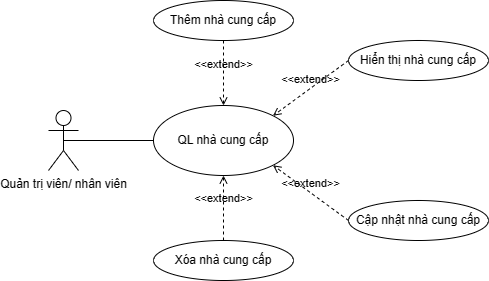 Thêm nhà cung cấp
<<extend>>
Hiển thị nhà cung cấp
<<extend>>
QL nhà cung cấp
Quản trị viên/ nhân viên
<<extend>>
<<extend>>
Cập nhật nhà cung cấp
Xóa nhà cung cấp